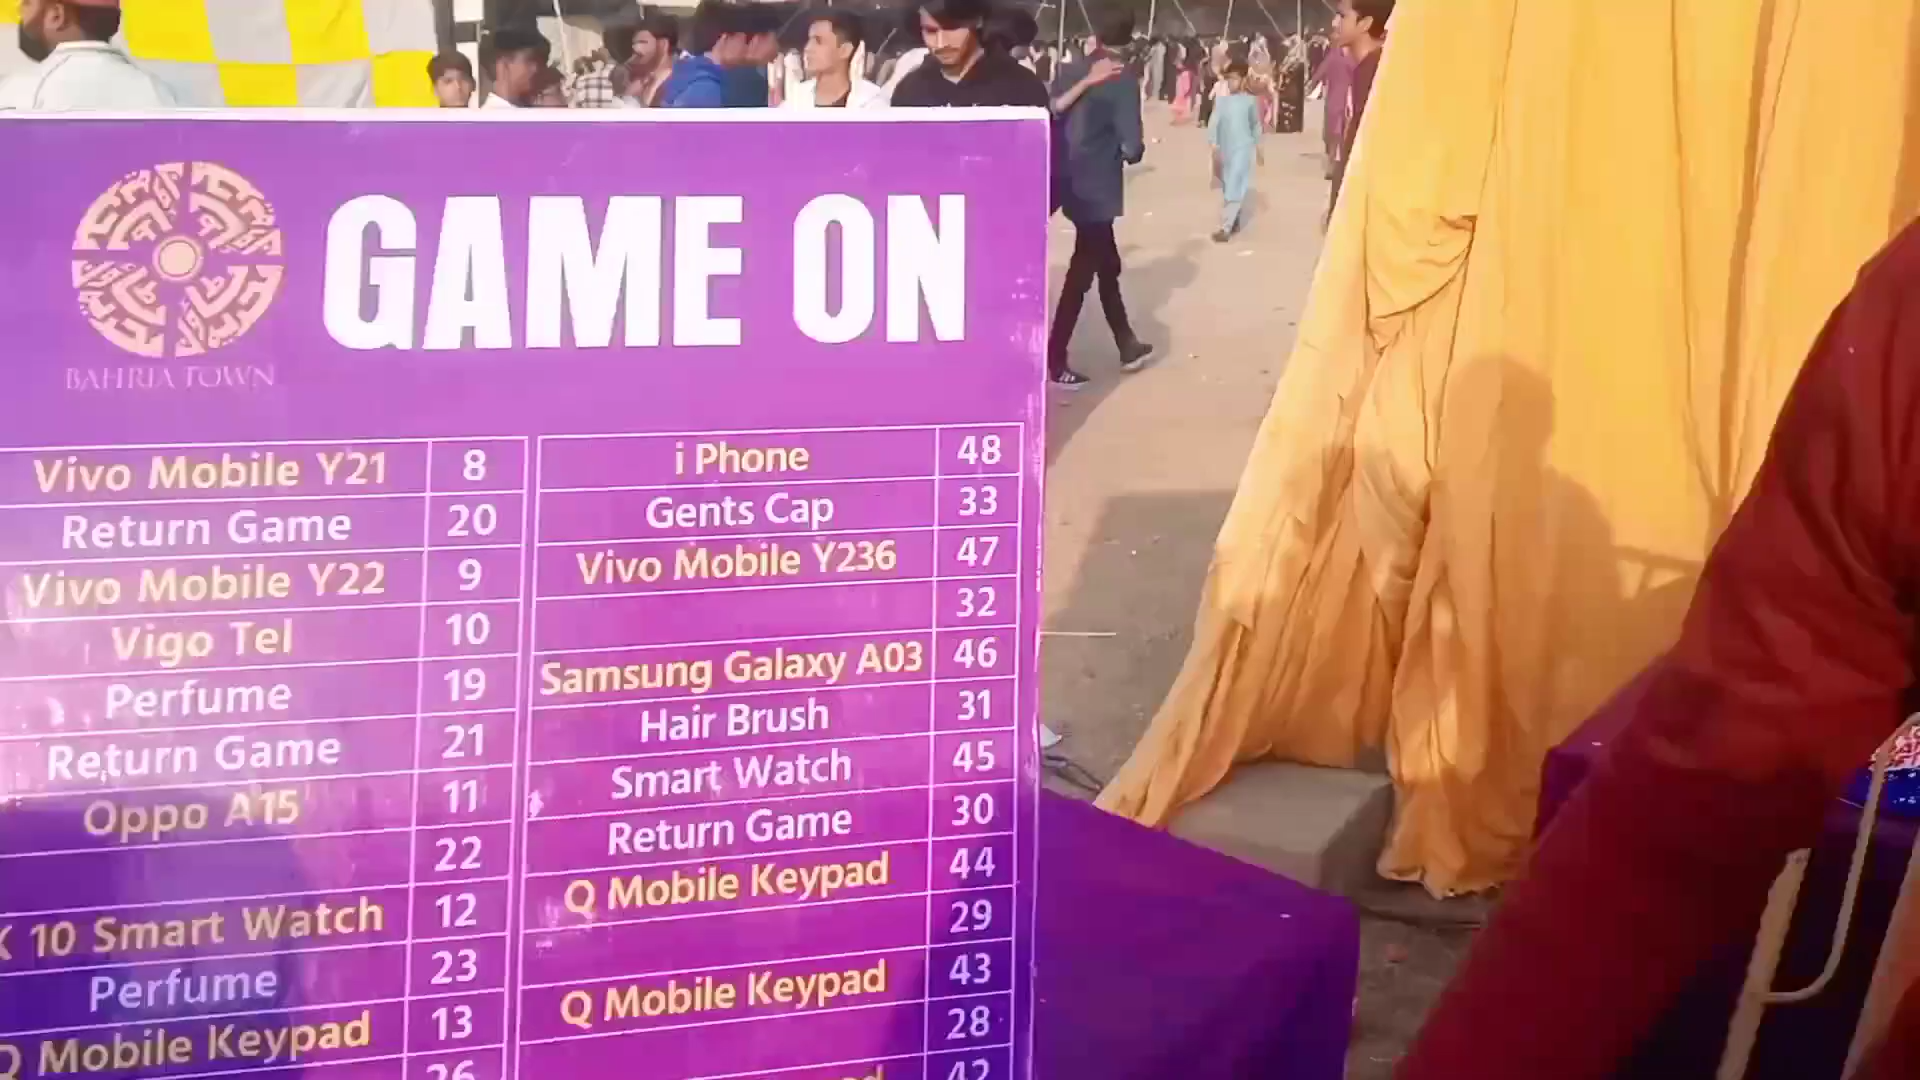 BAHRIA TOWN
GAME ON
Vivo Mobile Y21 8
Return Game 20
Vivo Mobile Y22 9
Vigo Tel 10
Perfume 19
Return Game 21
Oppo A15 11
22
10 Smart Watch 12
Perfume 23
Mobile Keypad 13
26
i Phone 48
Gents Cap 33
Vivo Mobile Y236 47
32
Samsung Galaxy A03 46
Hair Brush 31
Smart Watch 45
Return Game 30
Q Mobile Keypad 44
29
Q Mobile Keypad 43
28
42